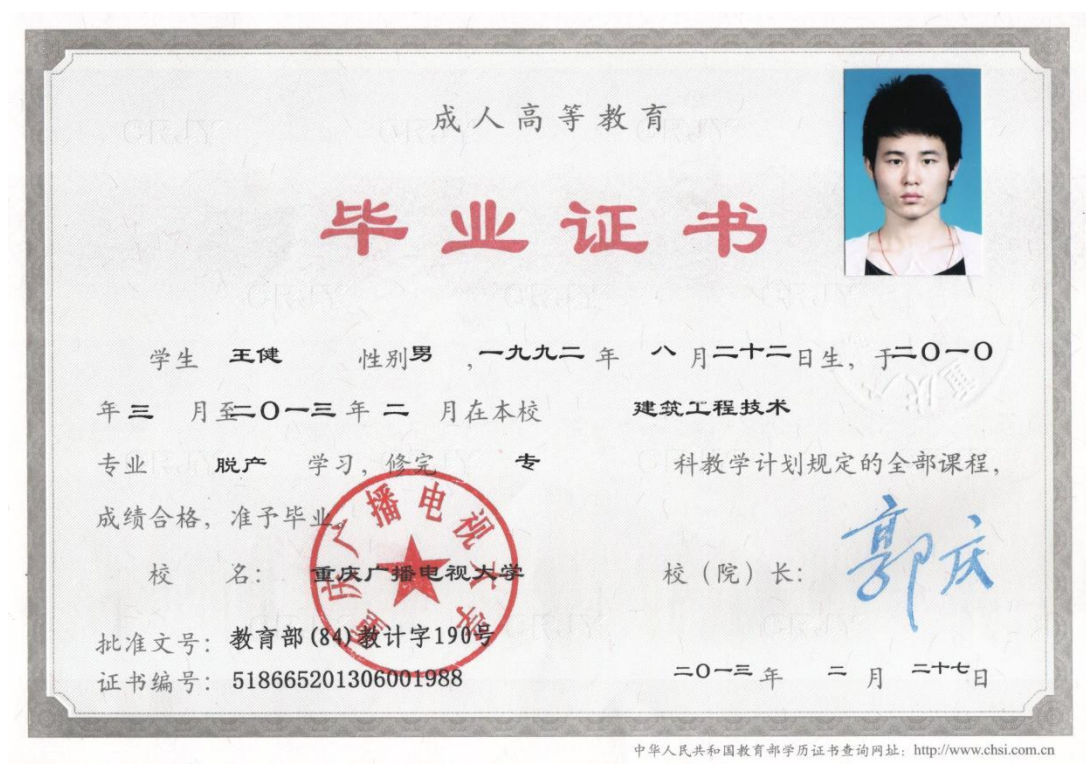 成人高等教育
毕业证书
学生 王健 性别男，一九九二 年 八 月二十二日生，于二〇一〇
年三 月至二〇一三年 二 月在本校 建筑工程技术
专业 脱产 学习，修完 专 科教学计划规定的全部课程，
成绩合格，准予毕业。
校 名：重庆广播电视大学 校（院）长：郭庆
重庆广播电视大学
批准文号：教育部(84)教计字190号
证书编号：518665201306001988 二〇一三 年 二 月 二十七日
中华人民共和国教育部学历证书查询网址：http://www.chsi.com.cn